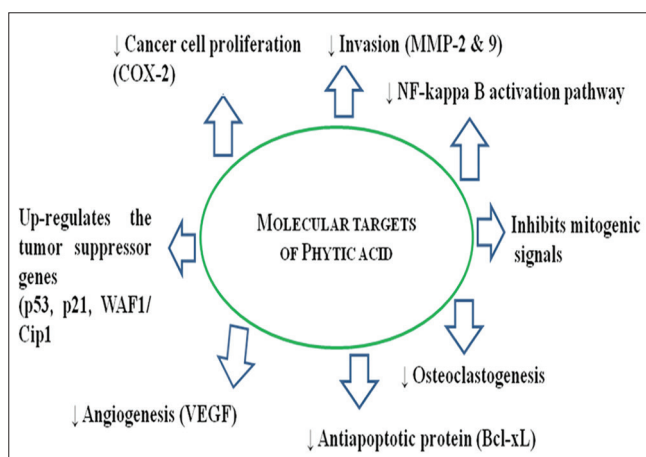 ↓ Cancer cell proliferation
(COX-2)
↓ Invasion (MMP-2 & 9)
↓ NF-kappa B activation pathway
Up-regulates the
tumor suppressor
genes
(p53, p21, WAF1/
Cip1
MOLECULAR TARGETS
OF PHYTIC ACID
Inhibits mitogenic
signals
↓ Osteoclastogenesis
↓ Angiogenesis (VEGF)
↓ Antiapoptotic protein (Bcl-xL)